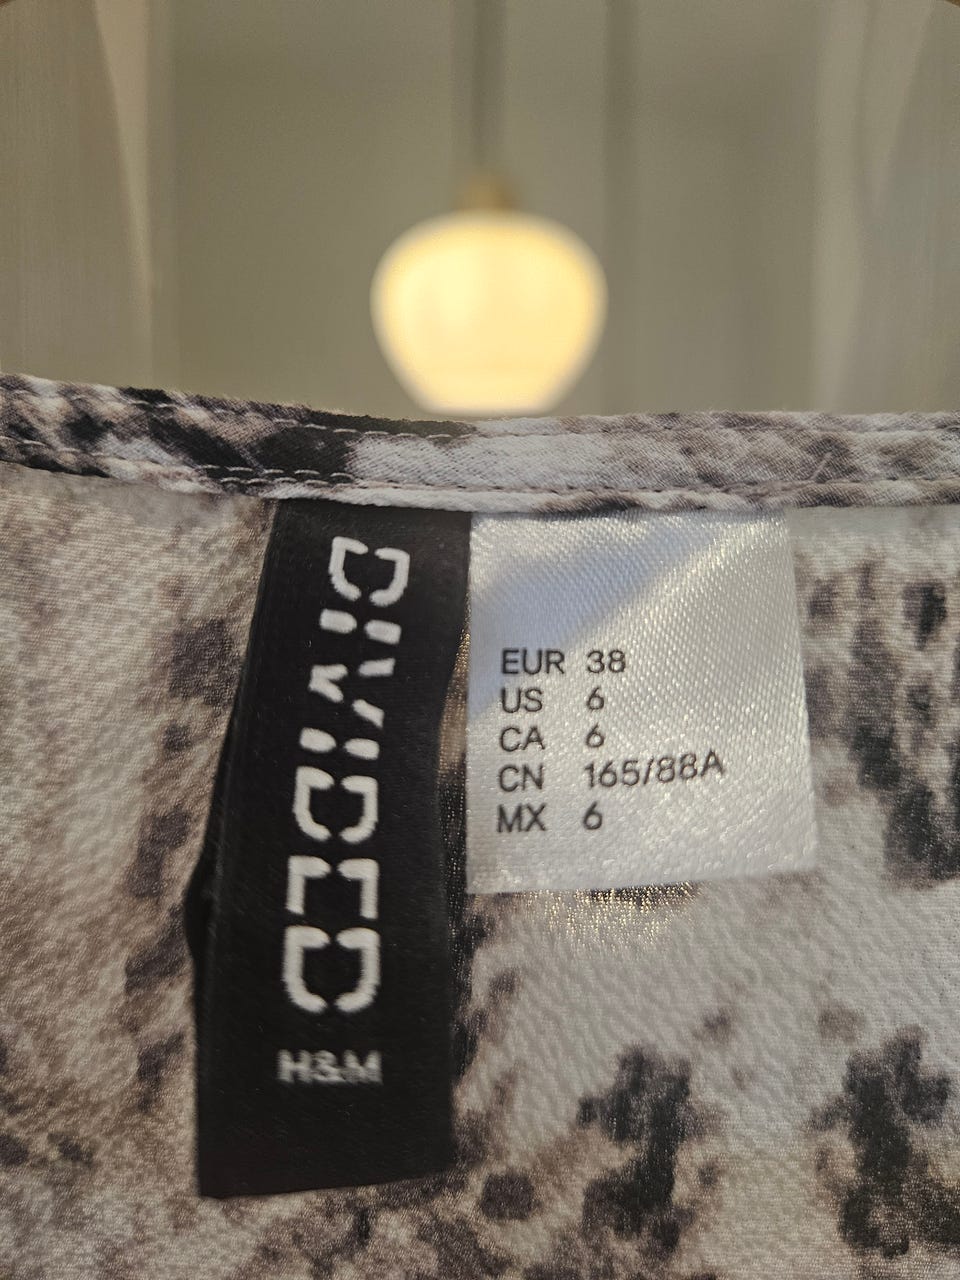 DIVIDED
H&M
EUR 38
US 6
CA 6
CN 165/88A
MX 6